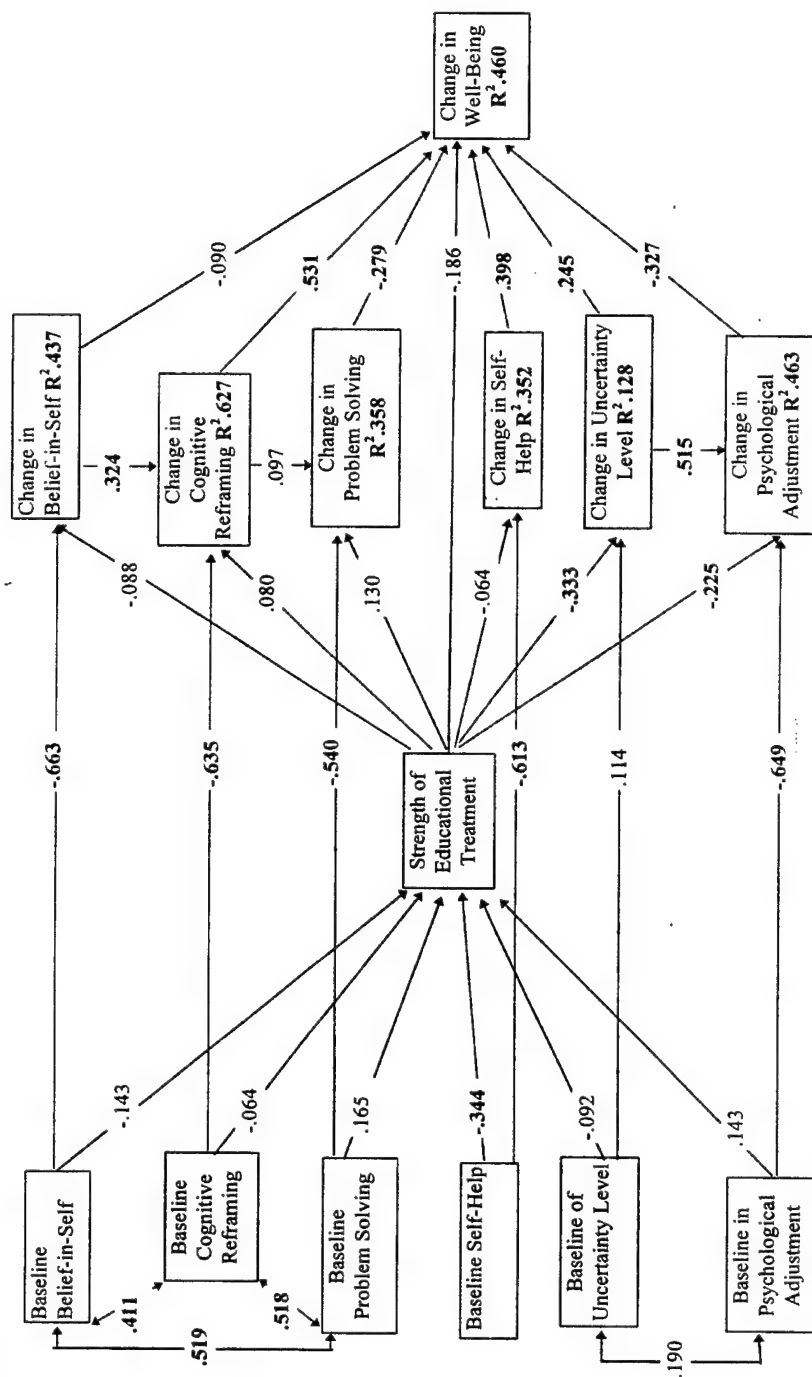 Baseline
Belief-in-Self
.411
.519
Baseline
Cognitive
Reframing
.518
Baseline
Problem Solving
Baseline Self-Help
Baseline of
Uncertainty Level
.190
Baseline in
Psychological
Adjustment
-.143
-.064
.165
-.344
-.092
.143
-.663
-.635
-.540
-.613
.114
-.649
Strength of
Educational
Treatment
-.088
.080
.130
-.064
-.333
-.225
Change in
Belief-in-Self R².437
.324
Change in
Cognitive
Reframing R².627
.097
Change in
Problem Solving
R².358
Change in Self-
Help R².352
Change in Uncertainty
Level R².128
.515
Change in
Psychological
Adjustment R².463
-.090
.531
-.279
-.186
.398
.245
-.327
Change in
Well-Being
R².460